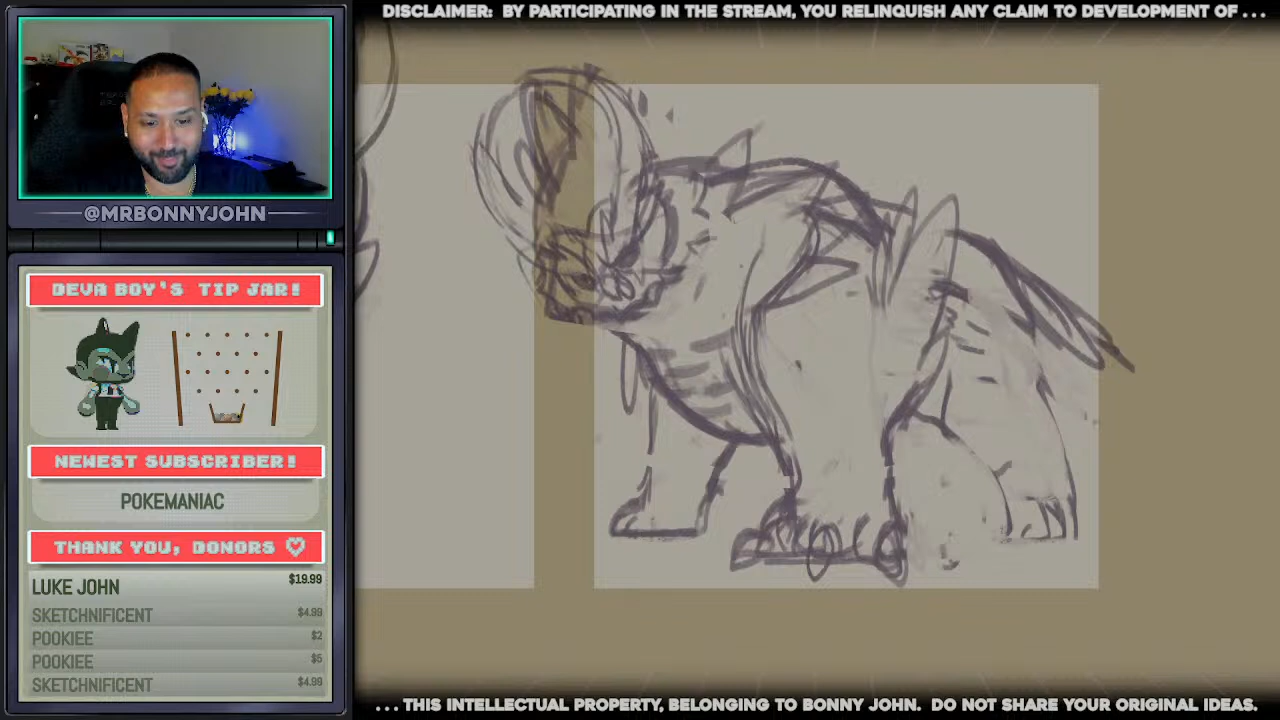 DISCLAIMER: BY PARTICIPATING IN THE STREAM, YOU RELINQUISH ANY CLAIM TO DEVELOPMENT OF . . .
@MRBONNYJOHN
DEVA BOY'S TIP JAR!
NEWEST SUBSCRIBER!
POKEMANIAC
THANK YOU, DONORS ♡
LUKE JOHN $19.99
SKETCHNIFICENT $4.99
POOKIEE $2
POOKIEE $5
SKETCHNIFICENT $4.99
. . . THIS INTELLECTUAL PROPERTY, BELONGING TO BONNY JOHN. DO NOT SHARE YOUR ORIGINAL IDEAS.